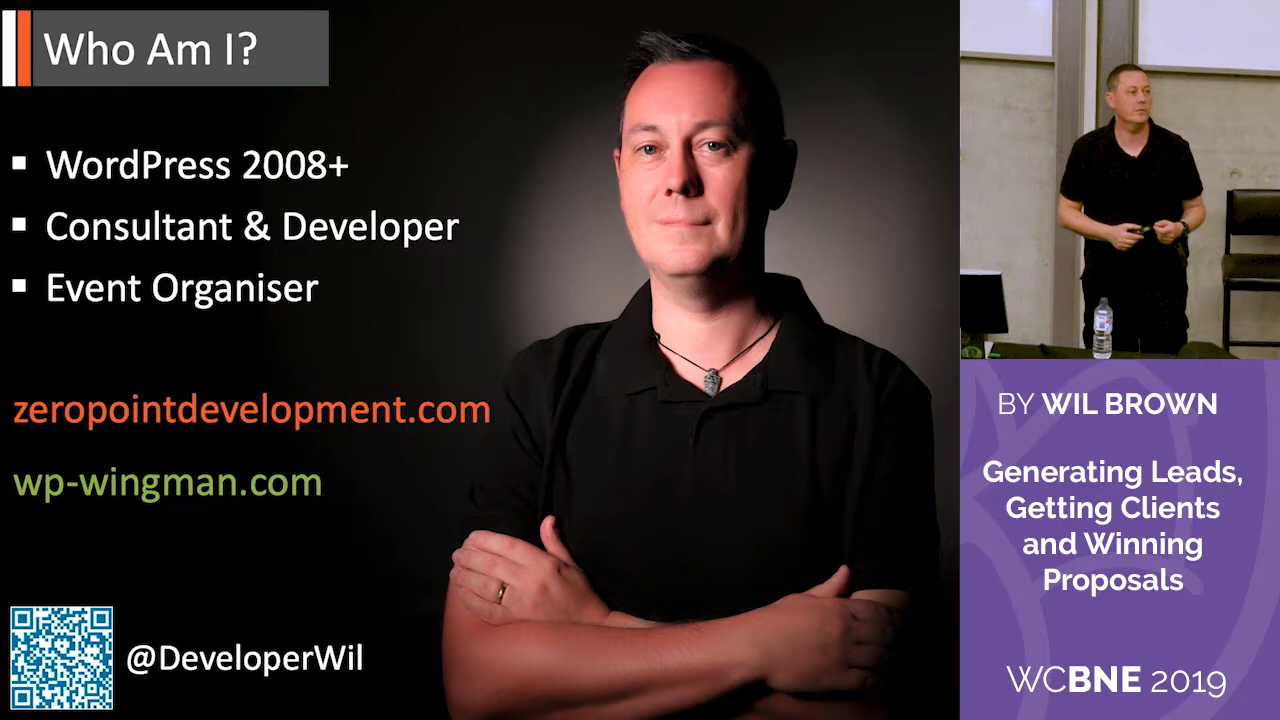 Who Am I?
WordPress 2008+
Consultant & Developer
Event Organiser
zeropointdevelopment.com
wp-wingman.com
@DeveloperWil
BY WIL BROWN
Generating Leads,
Getting Clients
and Winning
Proposals
WCBNE 2019